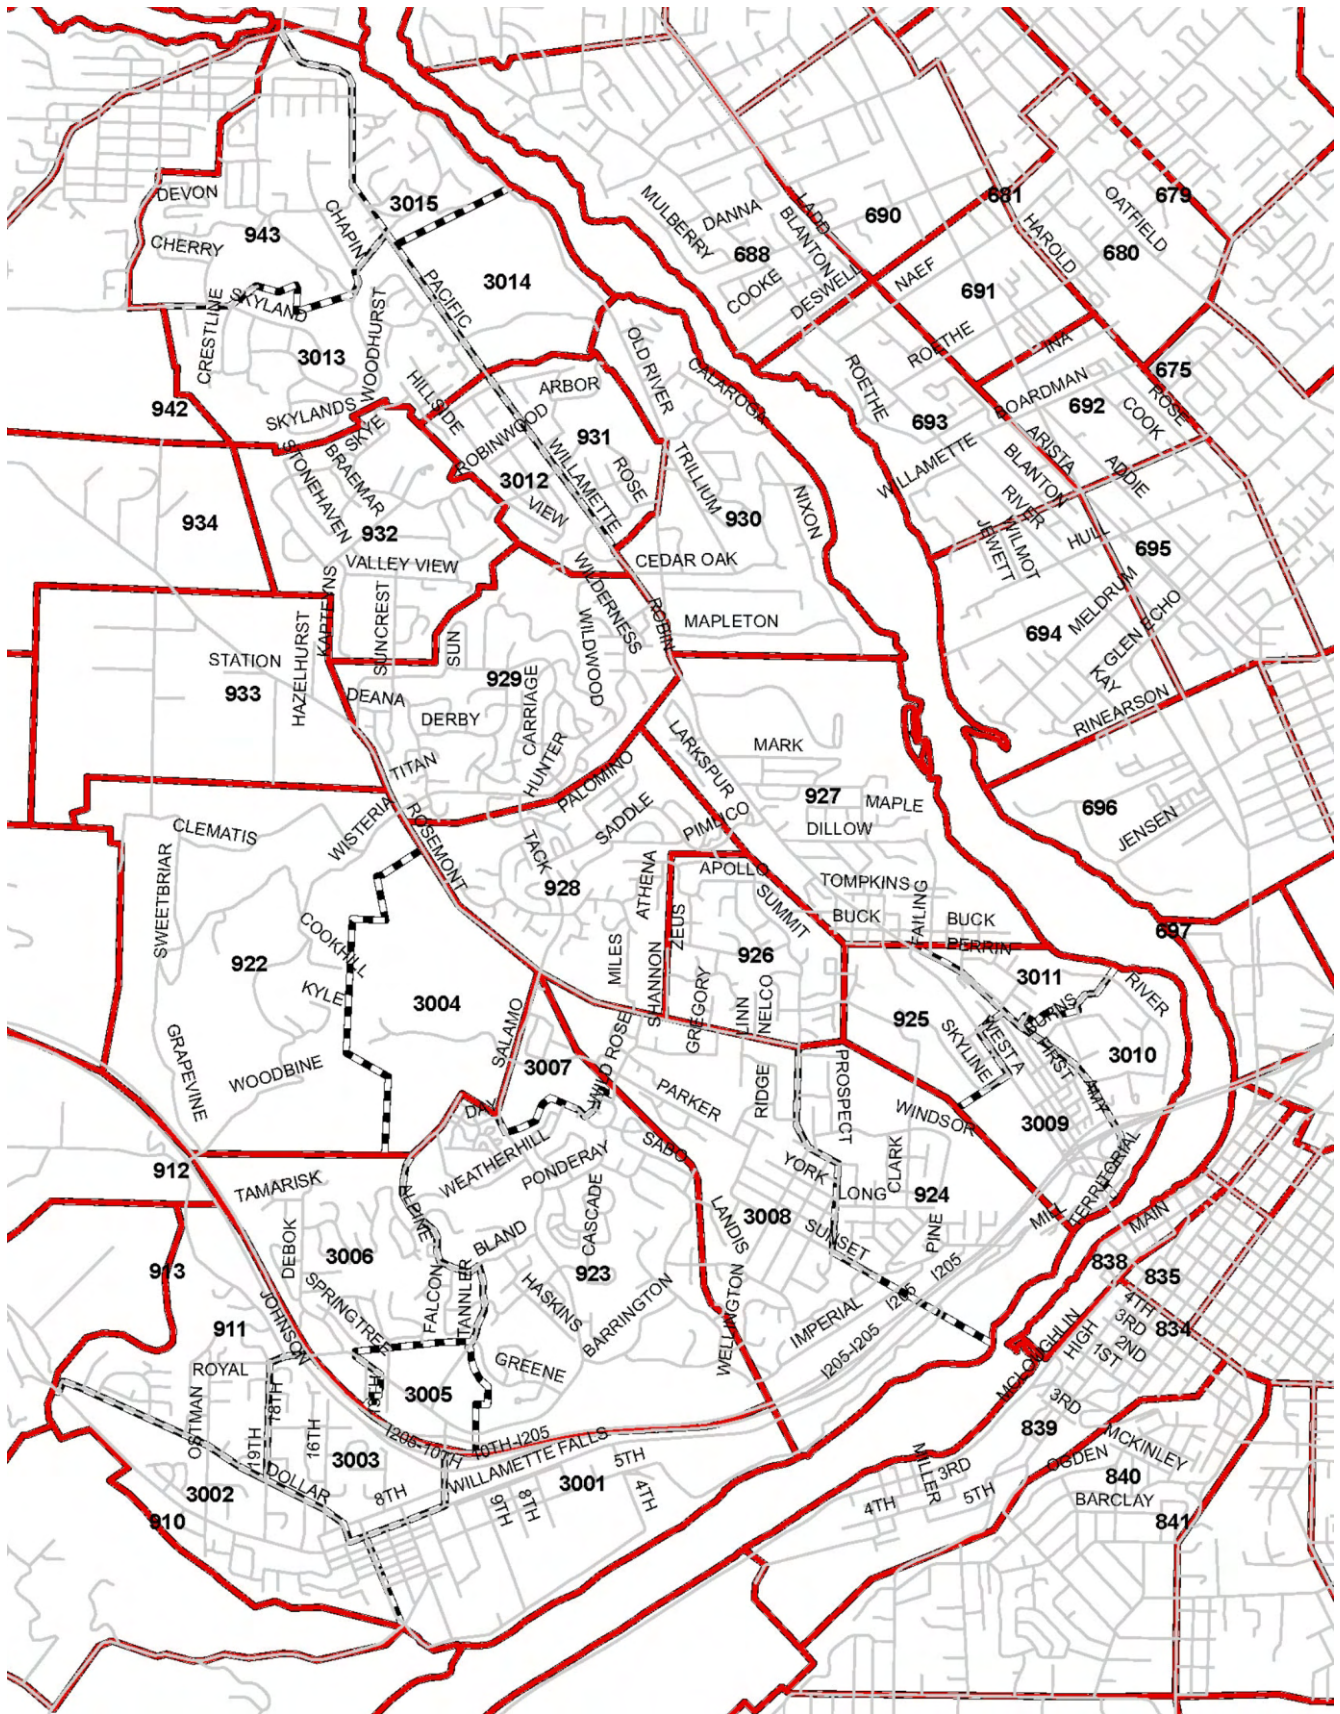 DEVON
943
CHERRY
CHAPIN
3015
SKYLAND
CRESTLINE
3013
WOODHURST
942
SKYLANDS
SKYE
PACIFIC
3014
MULBERRY
DANNA
688
COOKE
LADD
BLANTON
DESWELL
690
NAEF
681
HAROLD
OATFIELD
679
680
691
ROETHE
INA
675
ROSE
BOARDMAN
692
COOK
ROETHE
693
WILLAMETTE
ARISTA
BLANTON
ADDIE
RIVER
WILMOT
JEWETT
HULL
695
MELDRUM
694
GLEN ECHO
KAY
RINEARSON
696
JENSEN
697
OLD RIVER
CALAROGA
ARBOR
HILLSIDE
ROBINWOOD
931
WILLAMETTE
ROSE
3012
VIEW
TRILLIUM
930
NIXON
CEDAR OAK
MAPLETON
ROBIN
WILDERNESS
WILDWOOD
STONEHAVEN
BRAEMAR
934
932
VALLEY VIEW
KAPTEYNS
SUNCREST
SUN
STATION
933
HAZELHURST
DEANA
929
DERBY
CARRIAGE
HUNTER
TITAN
PALOMINO
LARKSPUR
MARK
927
MAPLE
DILLOW
PIMLICO
SADDLE
WISTERIA
ROSEMONT
CLEMATIS
SWEETBRIAR
TACK
928
ATHENA
APOLLO
SUMMIT
TOMPKINS
BUCK
FAILING
BUCK
PERRIN
ZEUS
926
MILES
SHANNON
GREGORY
LINN
NELCO
922
COOKHILL
KYLE
3004
SALAMO
GRAPEVINE
WOODBINE
3011
RIVER
BURNS
925
WEST A
SKYLINE
FIRST
3010
AMY
3009
TERRITORIAL
MILL
3007
ROSE
PARKER
RIDGE
PROSPECT
WINDSOR
DAY
WEATHERHILL
PONDERAY
SABO
YORK
CLARK
LONG
924
PINE
3008
SUNSET
LANDIS
912
TAMARISK
DEBOK
3006
ALPINE
BLAND
CASCADE
923
FALCON
TANNLER
HASKINS
BARRINGTON
WELLINGTON
IMPERIAL
I205
I205
I205-I205
MAIN
838
835
4TH
3RD
2ND
1ST
HIGH
834
MCLOUGHLIN
913
911
JOHNSON
SPRINGTREE
ROYAL
18TH
13TH
3005
GREENE
ORTMAN
19TH
16TH
3003
I205-10TH
10TH-I205
WILLAMETTE FALLS
5TH
3001
4TH
9TH
8TH
8TH
DOLLAR
3002
910
3RD
839
MCKINLEY
OGDEN
840
BARCLAY
841
MILLER
3RD
4TH
5TH